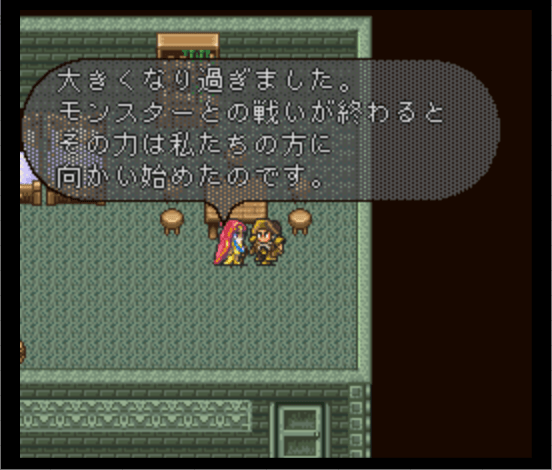 大きくなり過ぎました。
モンスターとの戦いが終わると
その力は私たちの方に
向かい始めたのです。